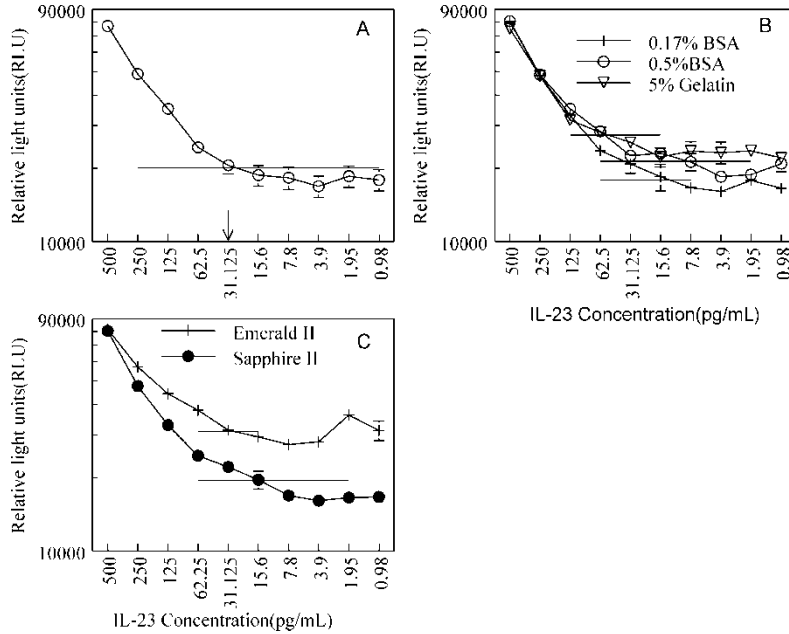 90000
A
Relative light units(RLU)
10000
500
250
125
62.5
31.125
15.6
7.8
3.9
1.95
0.98
90000
B
0.17% BSA
0.5%BSA
5% Gelatin
Relative light units(RLU)
10000
500
250
125
62.5
31.125
15.6
7.8
3.9
1.95
0.98
IL-23 Concentration(pg/mL)
90000
C
Emerald II
Sapphire II
Relative light units(RLU)
10000
500
250
125
62.25
31.125
15.6
7.8
3.9
1.95
0.98
IL-23 Concentration(pg/mL)